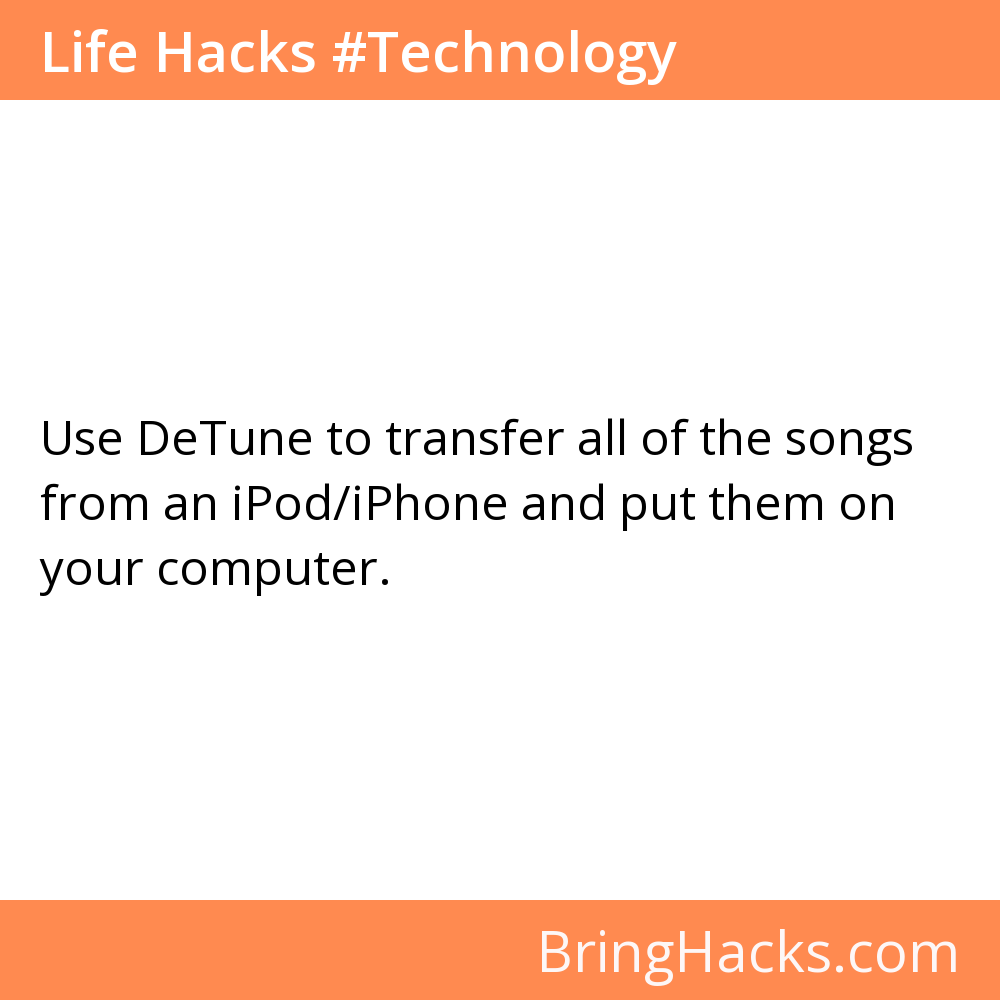 Life Hacks #Technology
Use DeTune to transfer all of the songs
from an iPod/iPhone and put them on
your computer.
BringHacks.com